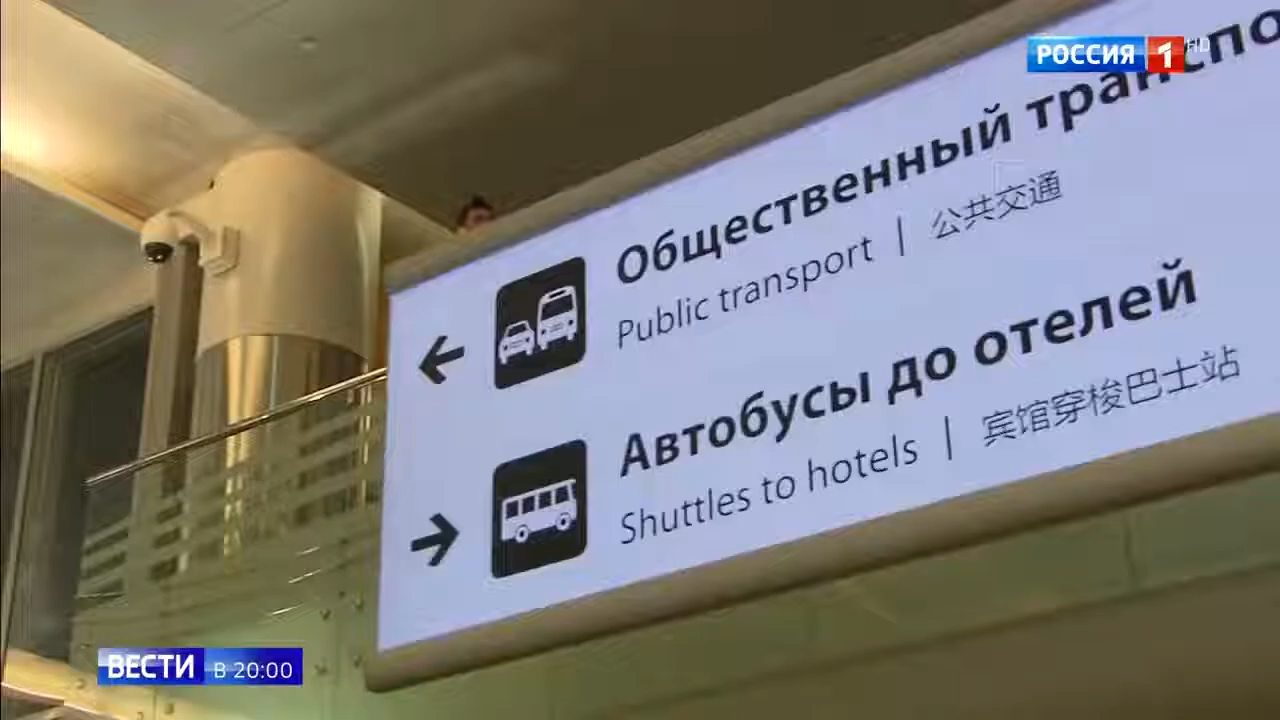 РОССИЯ 1 HD
Общественный транспо
Public transport | 公共交通
Автобусы до отелей
Shuttles to hotels | 宾馆穿梭巴士站
ВЕСТИ В 20:00